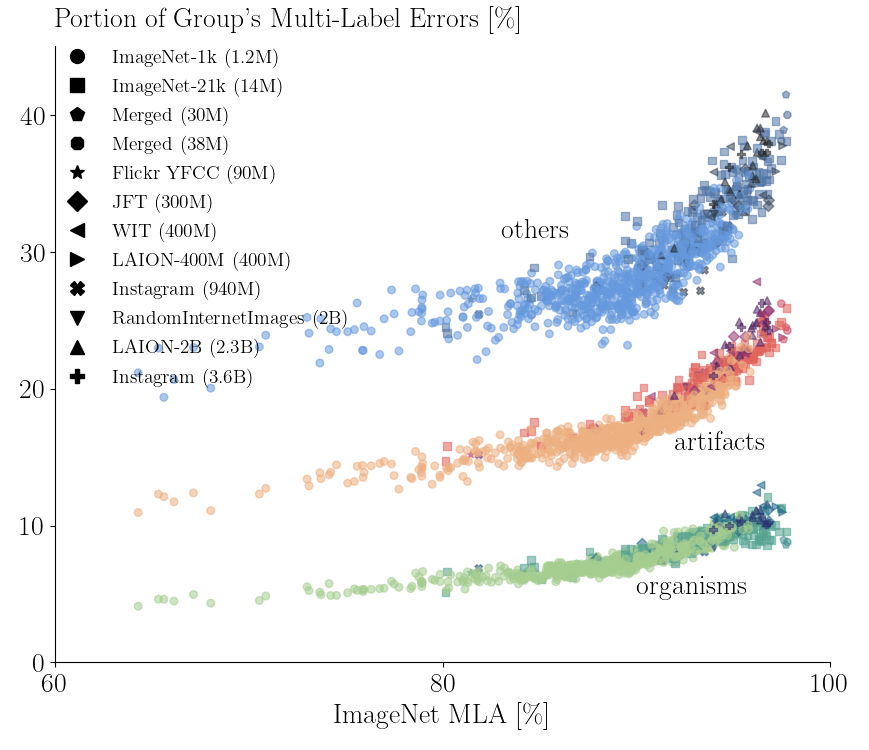 Portion of Group's Multi-Label Errors [%]
ImageNet-1k (1.2M)
ImageNet-21k (14M)
Merged (30M)
Merged (38M)
Flickr YFCC (90M)
JFT (300M)
WIT (400M)
LAION-400M (400M)
Instagram (940M)
RandomInternetImages (2B)
LAION-2B (2.3B)
Instagram (3.6B)
40
30
20
10
0
others
artifacts
organisms
60
80
100
ImageNet MLA [%]